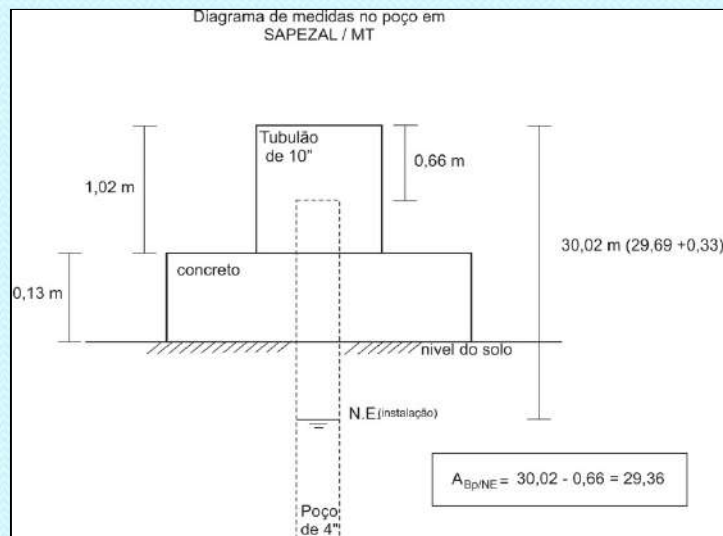 Diagrama de medidas no poço em
SAPEZAL / MT
Tubulão
de 10"
0,66 m
1,02 m
30,02 m (29,69 +0,33)
concreto
0,13 m
nivel do solo
N.E(instalação)
ABp/NE = 30,02 - 0,66 = 29,36
Poço
de 4"